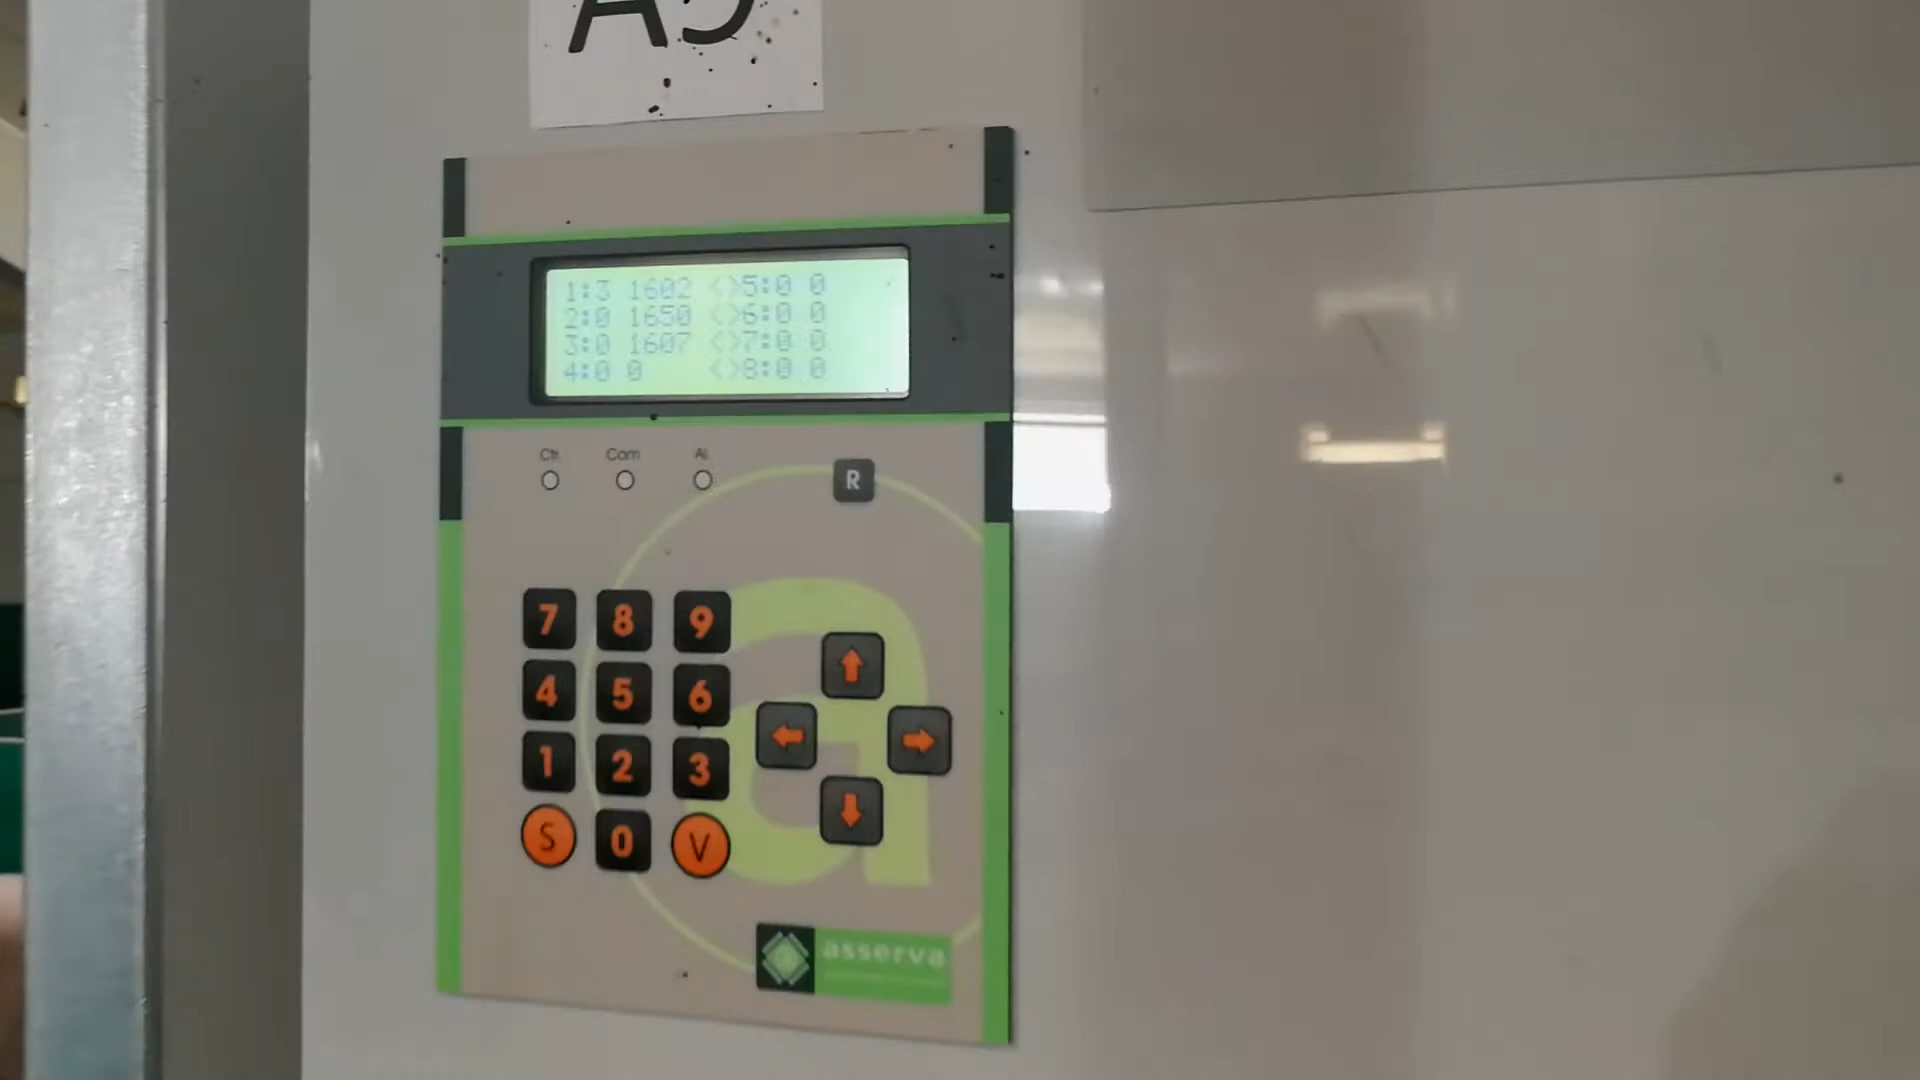 1:3 1602 <>5:0 0
2:0 1650 <>6:0 0
3:0 1607 <>7:0 0
4:0 0 <>8:0 0
Ctr. Com Al.
R
7 8 9
4 5 6
1 2 3
S 0 V
asserva